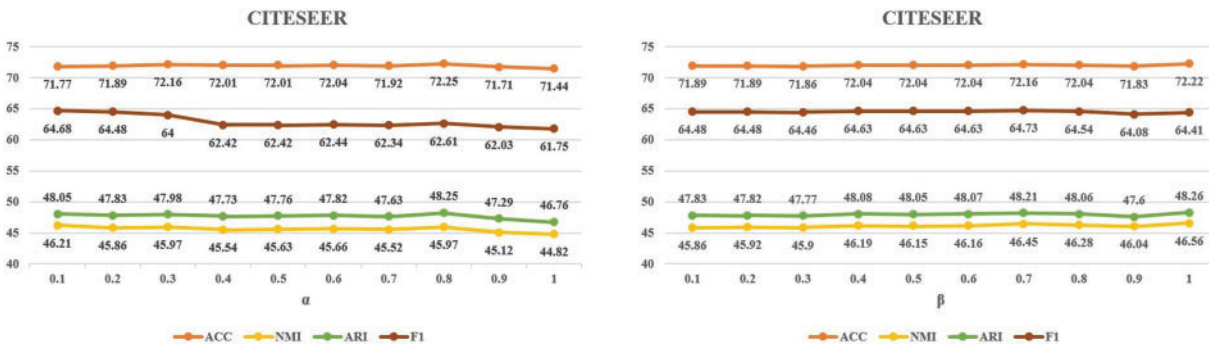 CITESEER
75
70
65
60
55
50
45
40
71.77 71.89 72.16 72.01 72.01 72.04 71.92 72.25 71.71 71.44
64.68 64.48 64 62.42 62.42 62.44 62.34 62.61 62.03 61.75
48.05 47.83 47.98 47.73 47.76 47.82 47.63 48.25 47.29 46.76
46.21 45.86 45.97 45.54 45.63 45.66 45.52 45.97 45.12 44.82
0.1 0.2 0.3 0.4 0.5 0.6 0.7 0.8 0.9 1
α
ACC NMI ARI F1
CITESEER
75
70
65
60
55
50
45
40
71.89 71.89 71.86 72.04 72.04 72.04 72.16 72.04 71.83 72.22
64.48 64.48 64.46 64.63 64.63 64.63 64.73 64.54 64.08 64.41
47.83 47.82 47.77 48.08 48.05 48.07 48.21 48.06 47.6 48.26
45.86 45.92 45.9 46.19 46.15 46.16 46.45 46.28 46.04 46.56
0.1 0.2 0.3 0.4 0.5 0.6 0.7 0.8 0.9 1
β
ACC NMI ARI F1